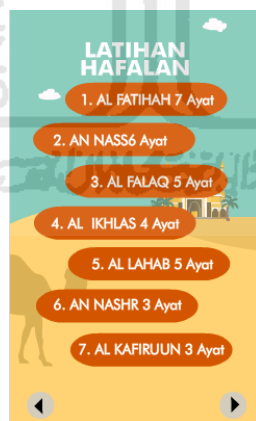 LATIHAN
HAFALAN
1. AL FATIHAH 7 Ayat
2. AN NASS6 Ayat
3. AL FALAQ 5 Ayat
4. AL IKHLAS 4 Ayat
5. AL LAHAB 5 Ayat
6. AN NASHR 3 Ayat
7. AL KAFIRUUN 3 Ayat